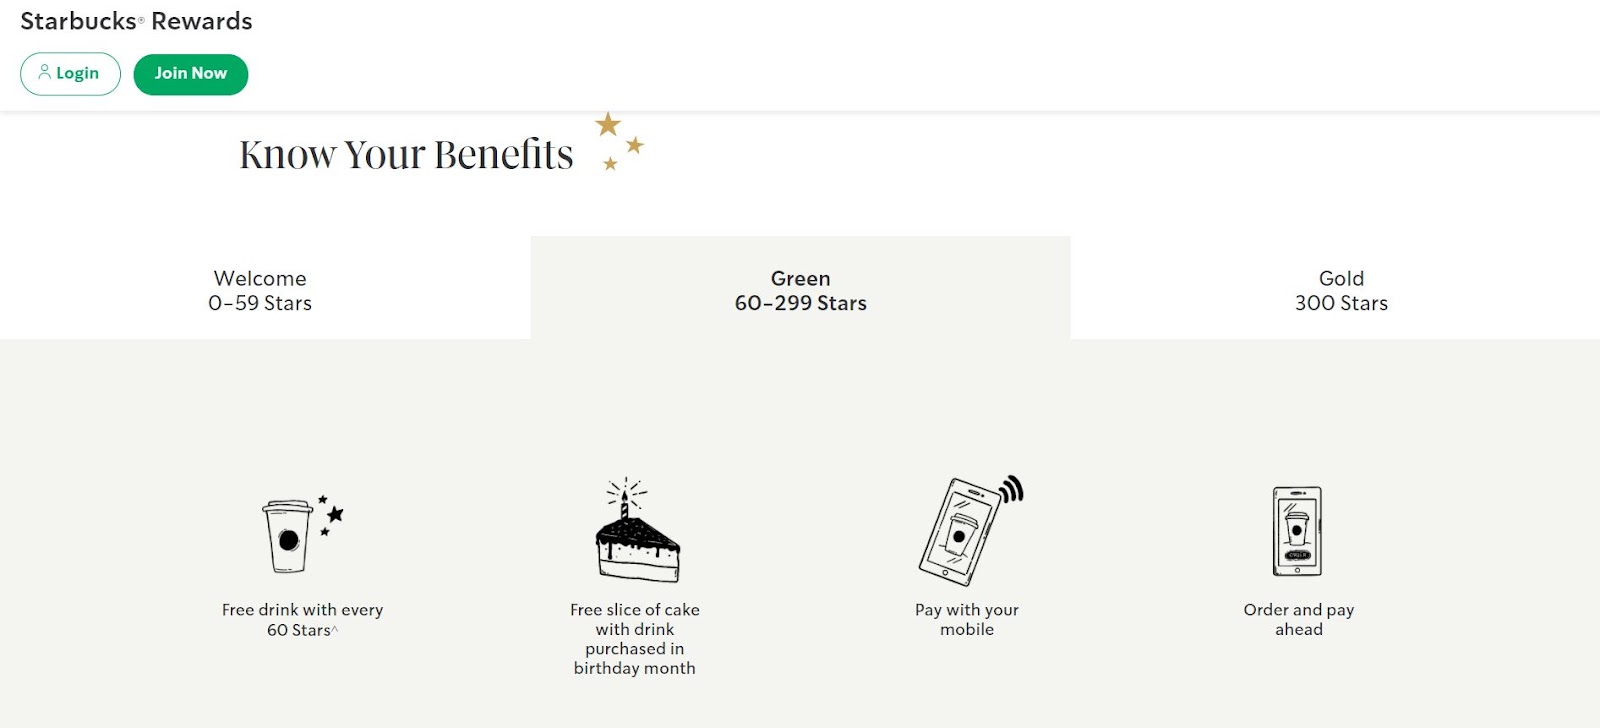 Starbucks® Rewards
Login
Join Now
Know Your Benefits
Welcome
0–59 Stars
Green
60–299 Stars
Gold
300 Stars
Free drink with every
60 Stars^
Free slice of cake
with drink
purchased in
birthday month
Pay with your
mobile
Order and pay
ahead